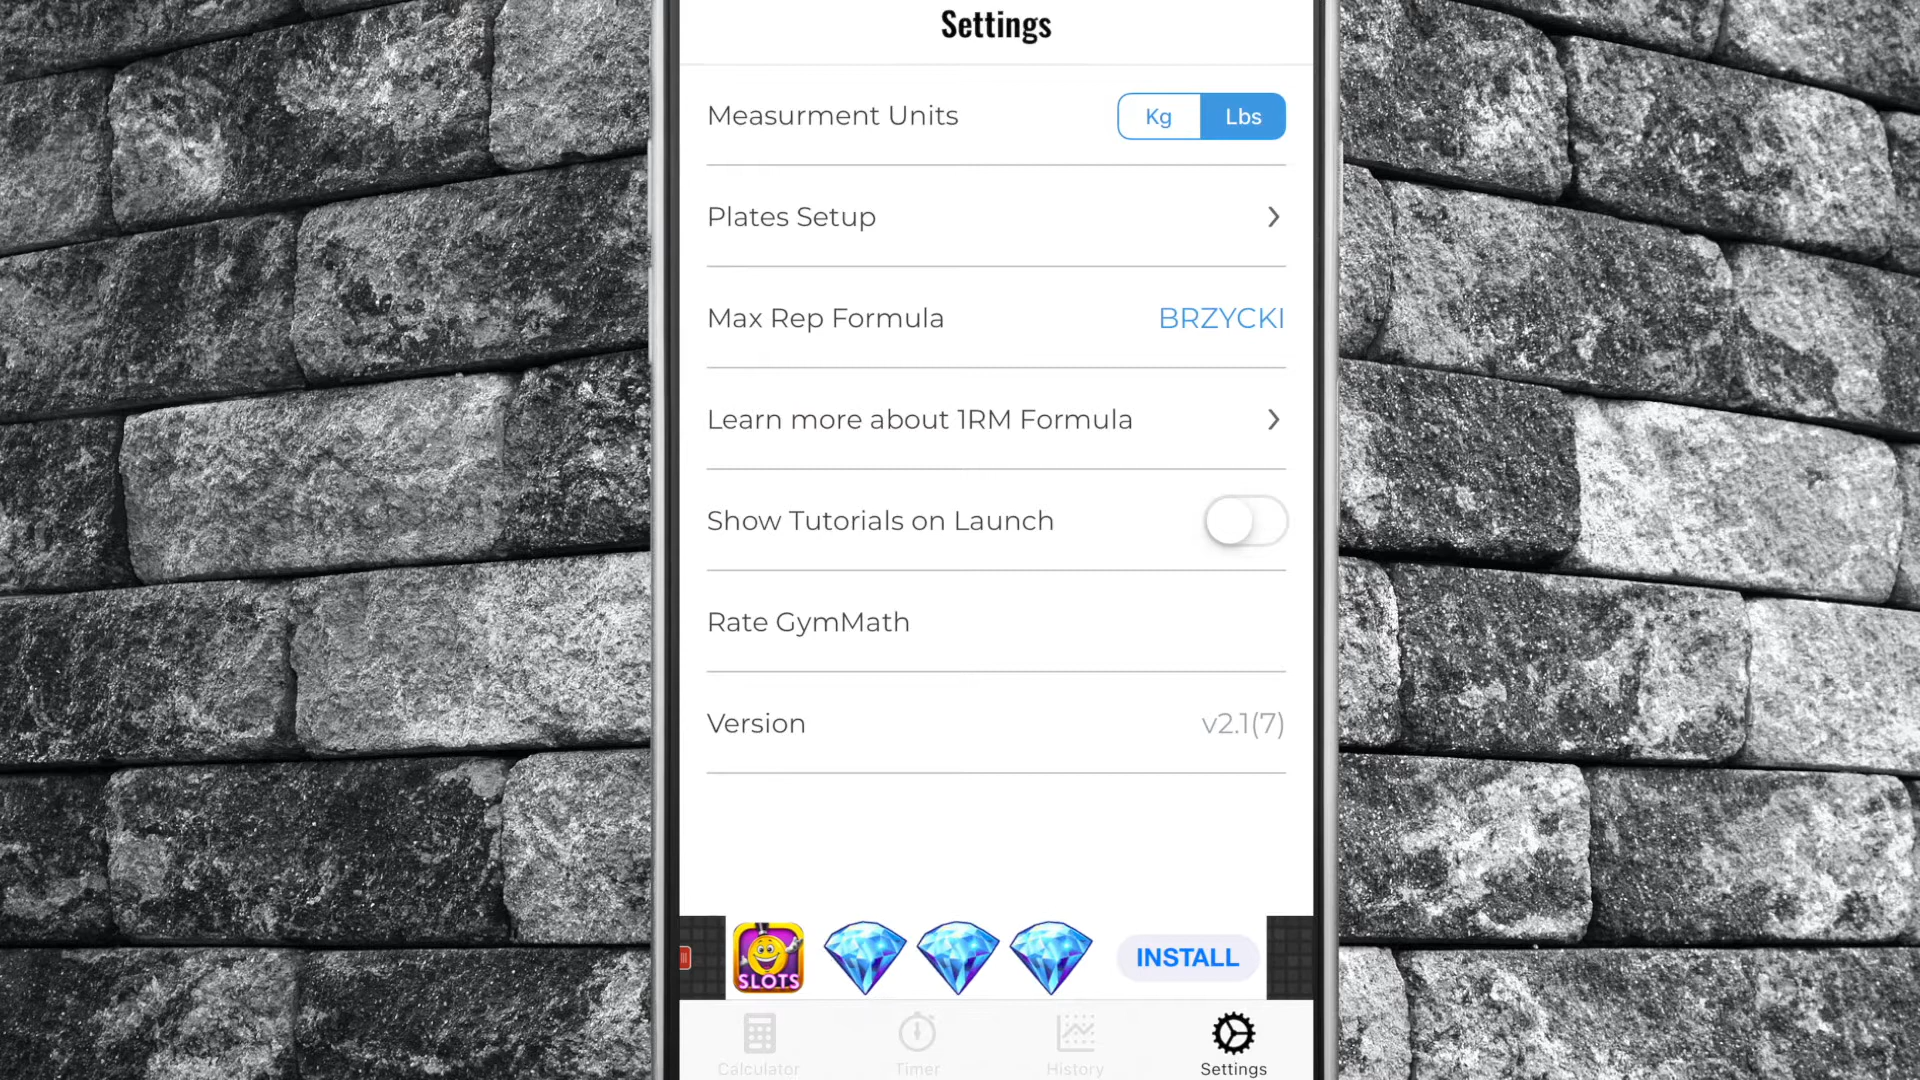 Settings
Measurment Units
Kg
Lbs
Plates Setup
Max Rep Formula
BRZYCKI
Learn more about 1RM Formula
Show Tutorials on Launch
Rate GymMath
Version
v2.1(7)
SLOTS
INSTALL
Calculator
Timer
History
Settings